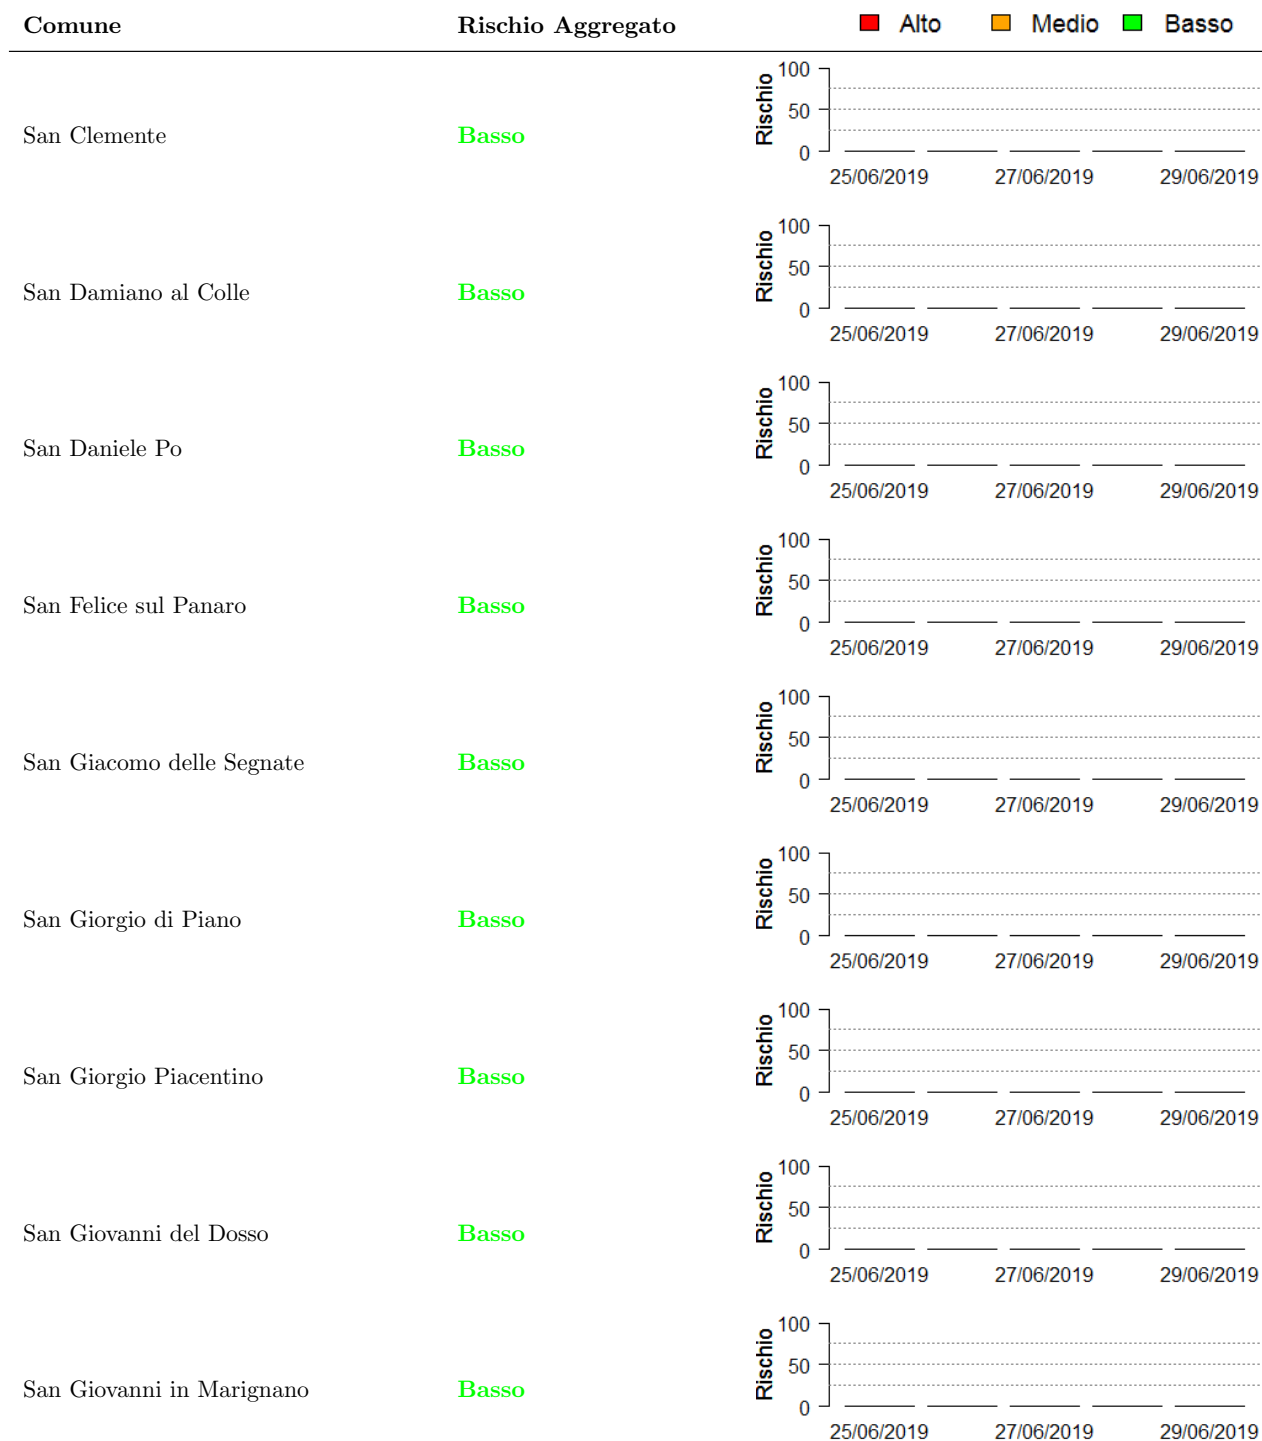 Comune Rischio Aggregato Alto Medio Basso
100
50
0
Rischio
San Clemente Basso
25/06/2019 27/06/2019 29/06/2019
100
50
0
Rischio
San Damiano al Colle Basso
25/06/2019 27/06/2019 29/06/2019
100
50
0
Rischio
San Daniele Po Basso
25/06/2019 27/06/2019 29/06/2019
100
50
0
Rischio
San Felice sul Panaro Basso
25/06/2019 27/06/2019 29/06/2019
100
50
0
Rischio
San Giacomo delle Segnate Basso
25/06/2019 27/06/2019 29/06/2019
100
50
0
Rischio
San Giorgio di Piano Basso
25/06/2019 27/06/2019 29/06/2019
100
50
0
Rischio
San Giorgio Piacentino Basso
25/06/2019 27/06/2019 29/06/2019
100
50
0
Rischio
San Giovanni del Dosso Basso
25/06/2019 27/06/2019 29/06/2019
100
50
0
Rischio
San Giovanni in Marignano Basso
25/06/2019 27/06/2019 29/06/2019